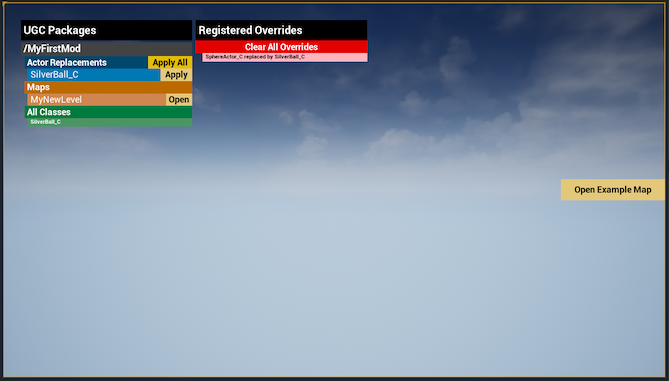 UGC Packages
/MyFirstMod
Actor Replacements Apply All
SilverBall_C Apply
Maps
MyNewLevel Open
All Classes
SilverBall_C
Registered Overrides
Clear All Overrides
SphereActor_C replaced by SilverBall_C
Open Example Map